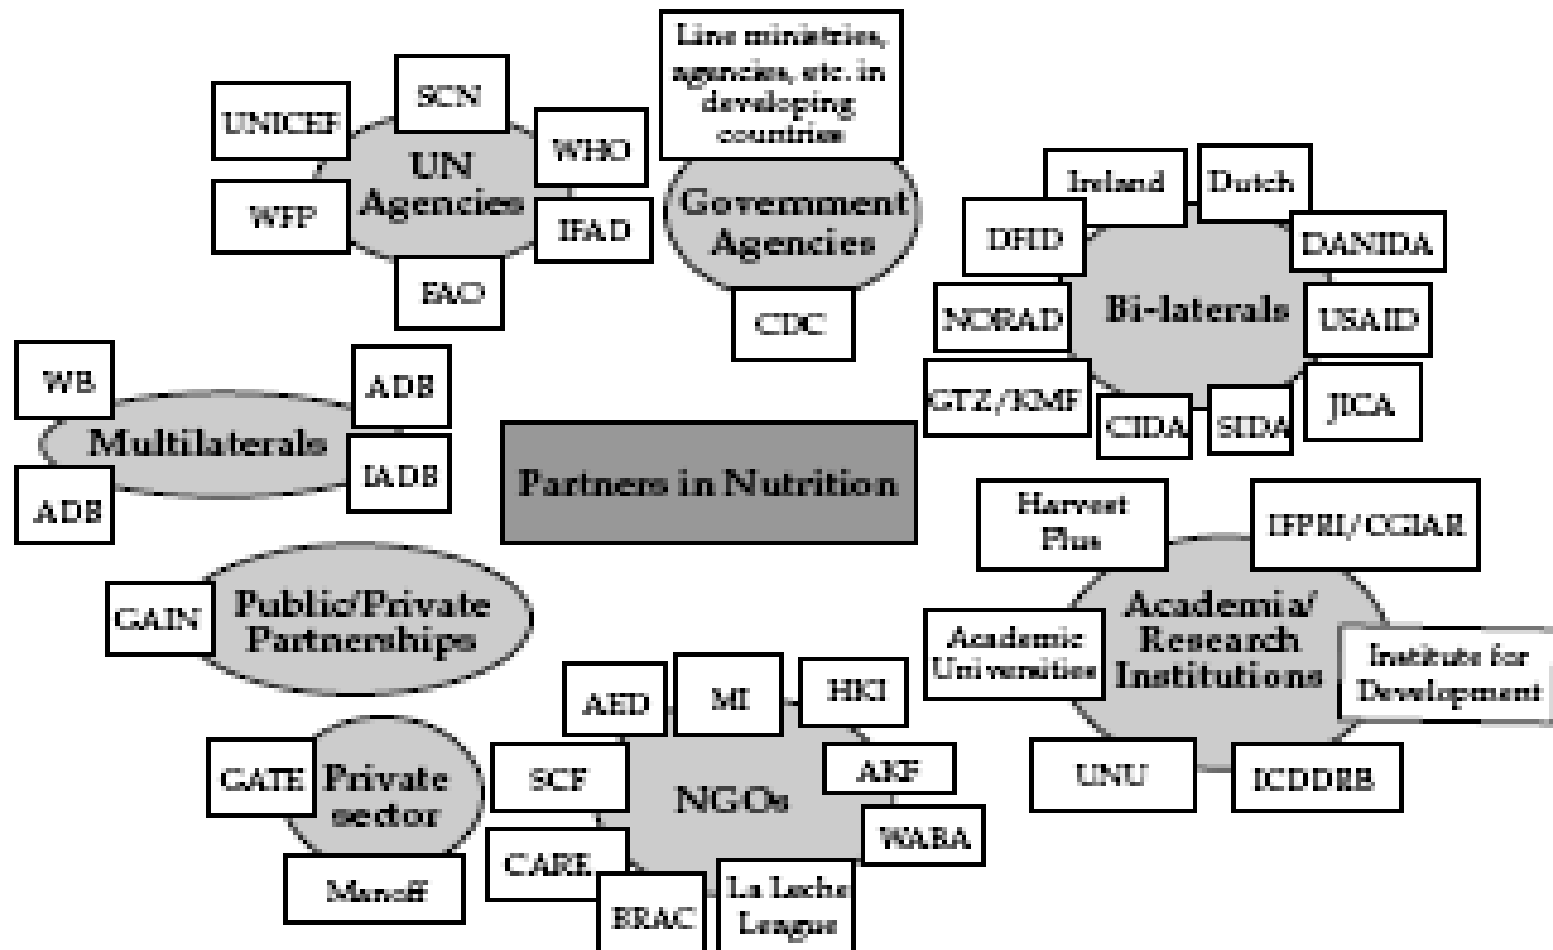 Line ministries,
agencies, etc. in
developing
countries
SCN
UNICEF
WHO
UN
Agencies
WFP
IFAD
FAO
Government
Agencies
CDC
Ireland
Dutch
DFID
DANIDA
NORAD
Bi-laterals
USAID
GTZ/KMF
CIDA
SIDA
JICA
WB
ADB
Multilaterals
ADB
IADB
Partners in Nutrition
Harvest
Plus
IFPRI/CGIAR
Academia/
Research
Institutions
Academic
Universities
Institute for
Development
UNU
ICDDRB
GAIN
Public/Private
Partnerships
AED
MI
HKI
SCF
NGOs
AKF
WABA
CARE
BRAC
La Leche
League
GATE
Private
sector
Manoff